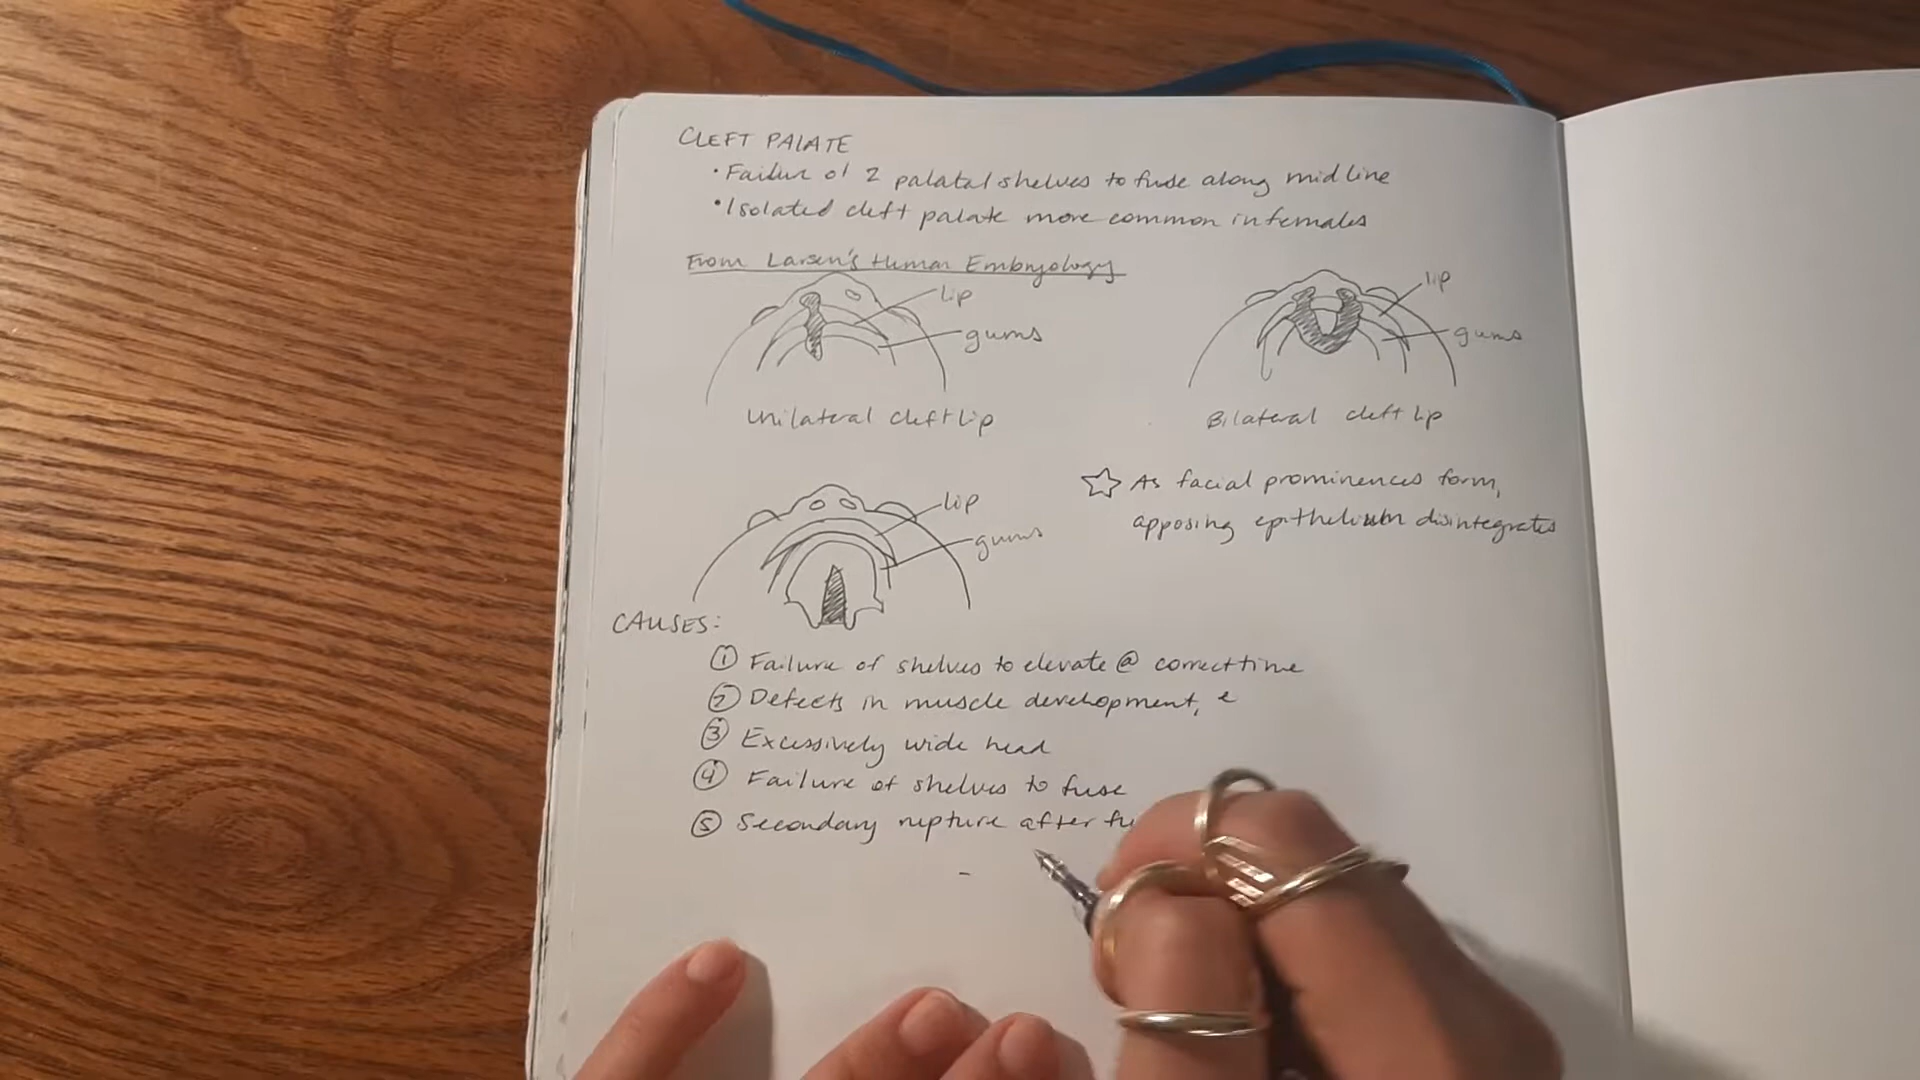 CLEFT PALATE
• Failure of 2 palatal shelves to fuse along midline
• Isolated cleft palate more common in females
From Larsen's Human Embryology
lip
gums
Unilateral cleft lip
lip
gums
Bilateral cleft lip
☆ As facial prominences form,
apposing epithelium disintegrates
lip
gums
CAUSES:
① Failure of shelves to elevate @ correct time
② Defects in muscle development, e
③ Excessively wide head
④ Failure of shelves to fuse
⑤ Secondary rupture after fu